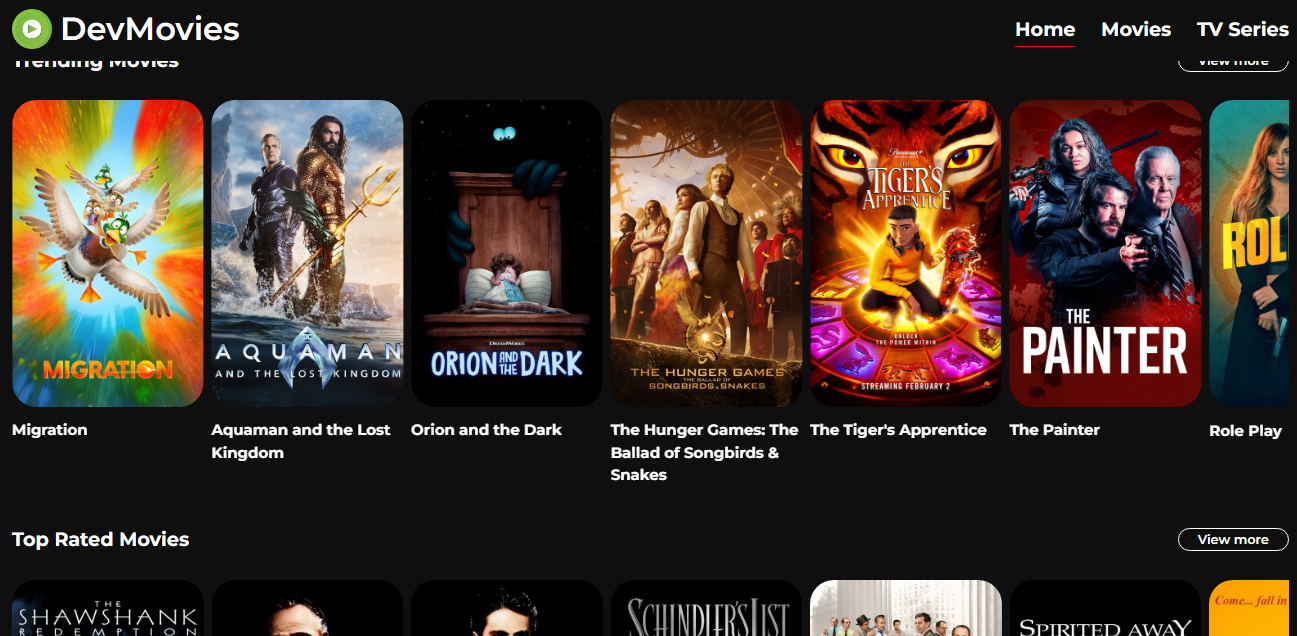 DevMovies
Home
Movies
TV Series
Trending Movies
View more
MIGRATION
AQUAMAN
AND THE LOST KINGDOM
DREAMWORKS
ORION AND THE DARK
THE HUNGER GAMES
THE BALLAD OF
SONGBIRDS & SNAKES
Paramount+
THE
TIGER'S
APPRENTICE
UNLOCK
THE POWER WITHIN
STREAMING FEBRUARY 2
THE
PAINTER
ROL
Migration
Aquaman and the Lost
Kingdom
Orion and the Dark
The Hunger Games: The
Ballad of Songbirds &
Snakes
The Tiger's Apprentice
The Painter
Role Play
Top Rated Movies
View more
THE
SHAWSHANK
REDEMPTION
SCHINDLER'S LIST
SPIRITED AWAY
Come... fall in